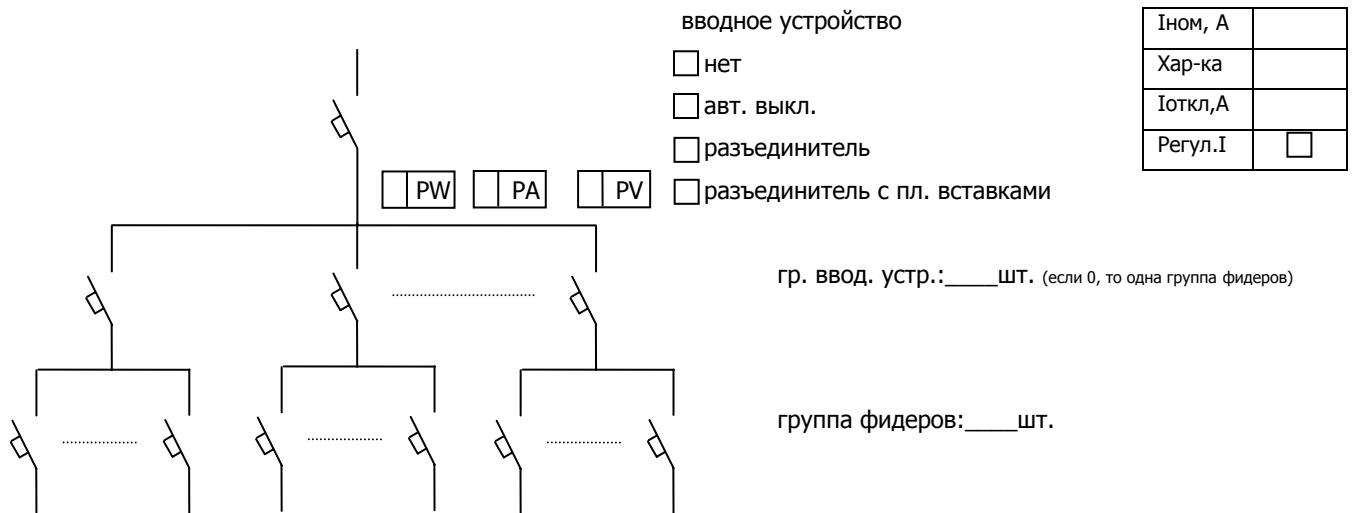 вводное устройство
нет
авт. выкл.
разъединитель
разъединитель с пл. вставками
Iном, А
Хар-ка
Iоткл,А
Регул.I
PW PA PV
гр. ввод. устр.:____шт. (если 0, то одна группа фидеров)
группа фидеров:____шт.